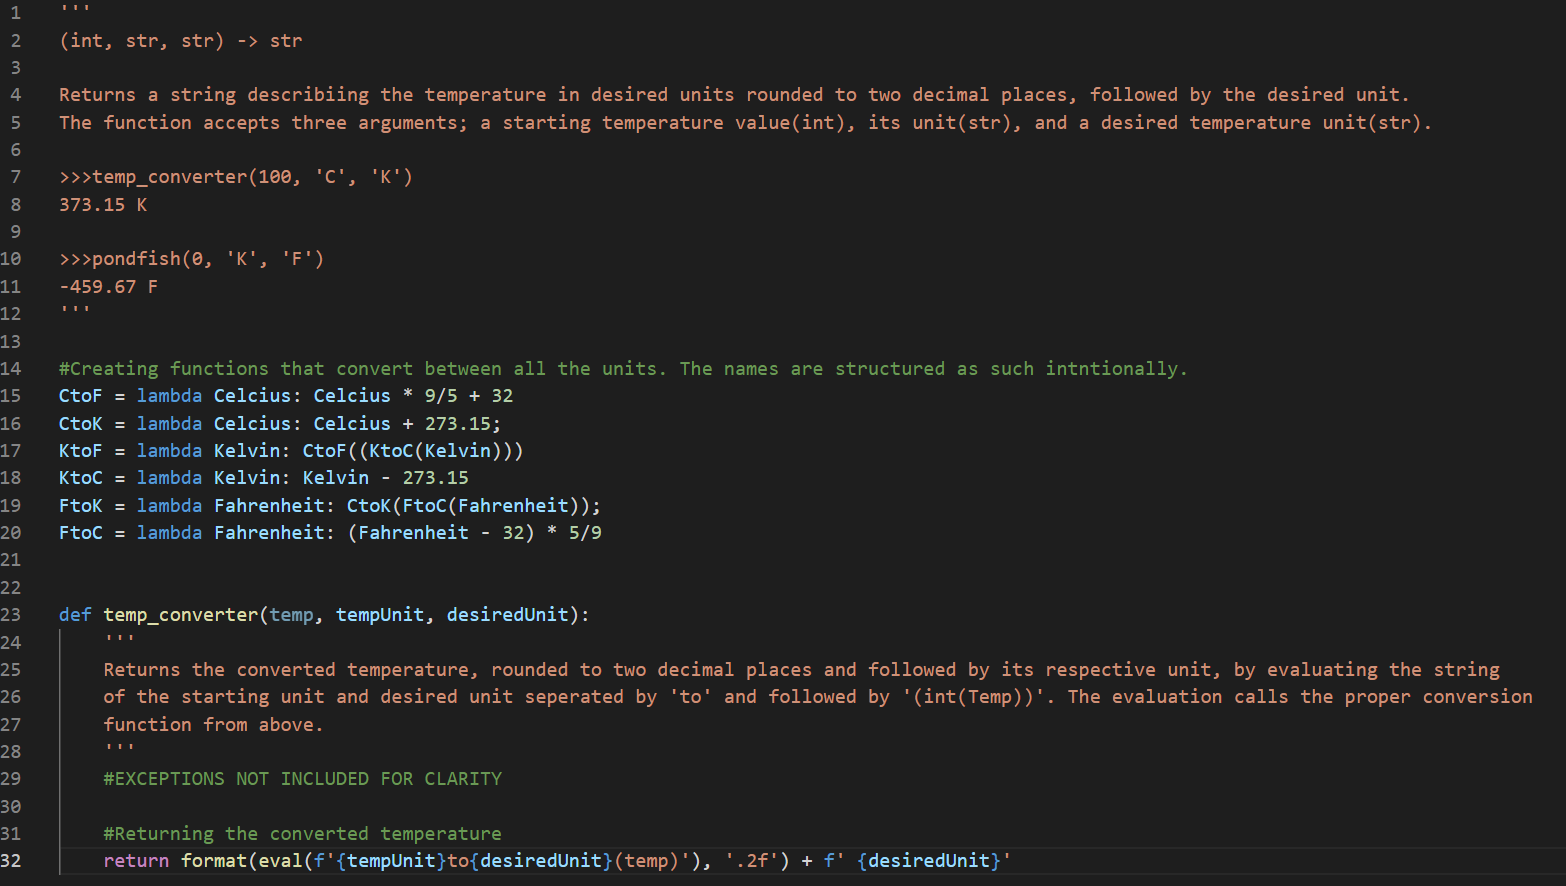 1 '''
2 (int, str, str) -> str
3
4 Returns a string describiing the temperature in desired units rounded to two decimal places, followed by the desired unit.
5 The function accepts three arguments; a starting temperature value(int), its unit(str), and a desired temperature unit(str).
6
7 >>>temp_converter(100, 'C', 'K')
8 373.15 K
9
10 >>>pondfish(0, 'K', 'F')
11 -459.67 F
12 '''
13
14 #Creating functions that convert between all the units. The names are structured as such intntionally.
15 CtoF = lambda Celcius: Celcius * 9/5 + 32
16 CtoK = lambda Celcius: Celcius + 273.15;
17 KtoF = lambda Kelvin: CtoF((KtoC(Kelvin)))
18 KtoC = lambda Kelvin: Kelvin - 273.15
19 FtoK = lambda Fahrenheit: CtoK(FtoC(Fahrenheit));
20 FtoC = lambda Fahrenheit: (Fahrenheit - 32) * 5/9
21
22
23 def temp_converter(temp, tempUnit, desiredUnit):
24     '''
25     Returns the converted temperature, rounded to two decimal places and followed by its respective unit, by evaluating the string
26     of the starting unit and desired unit seperated by 'to' and followed by '(int(Temp))'. The evaluation calls the proper conversion
27     function from above.
28     '''
29     #EXCEPTIONS NOT INCLUDED FOR CLARITY
30
31     #Returning the converted temperature
32     return format(eval(f'{tempUnit}to{desiredUnit}(temp)'), '.2f') + f' {desiredUnit}'